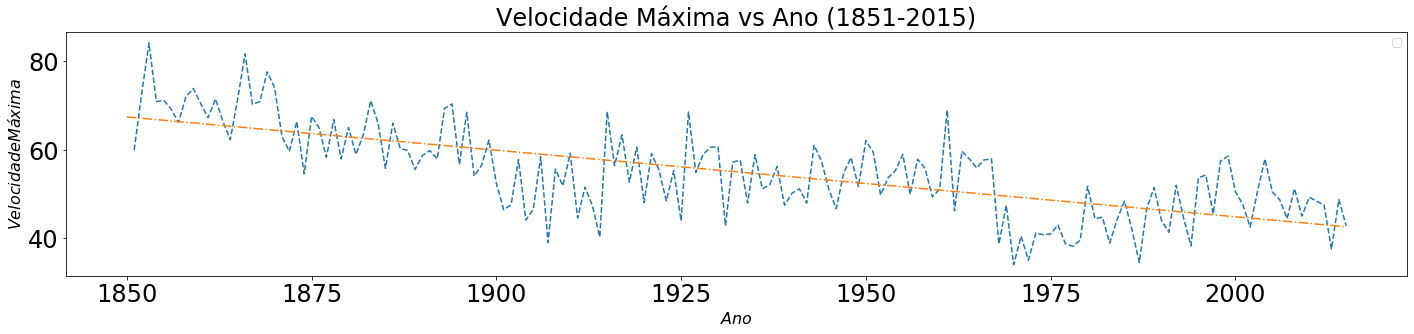 Velocidade Máxima vs Ano (1851-2015)
VelocidadeMáxima
80
60
40
1850 1875 1900 1925 1950 1975 2000
Ano